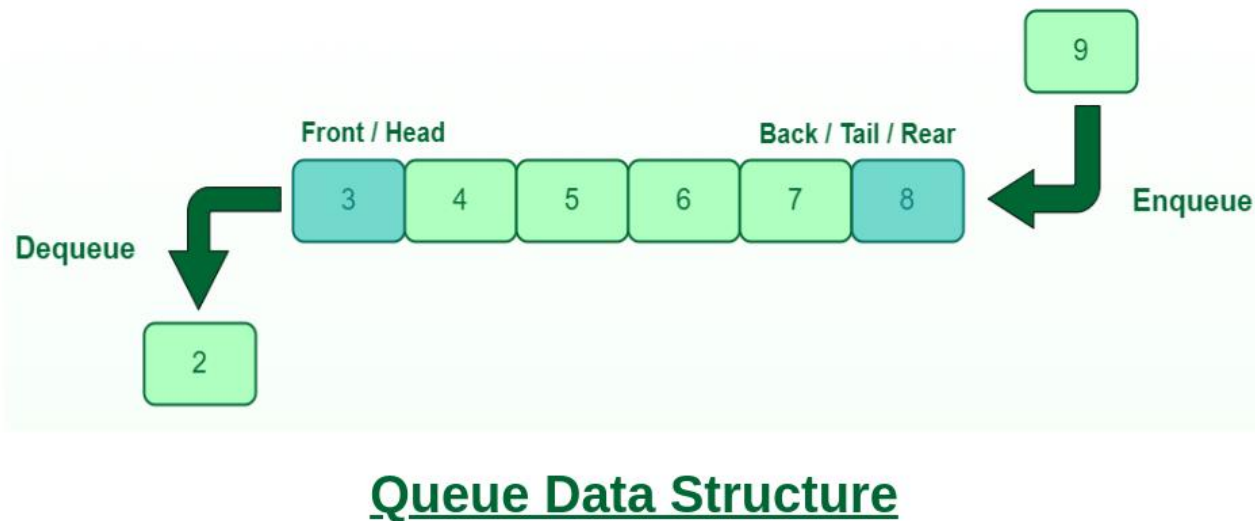 9
Front / Head
Back / Tail / Rear
3 4 5 6 7 8
Enqueue
Dequeue
2
Queue Data Structure